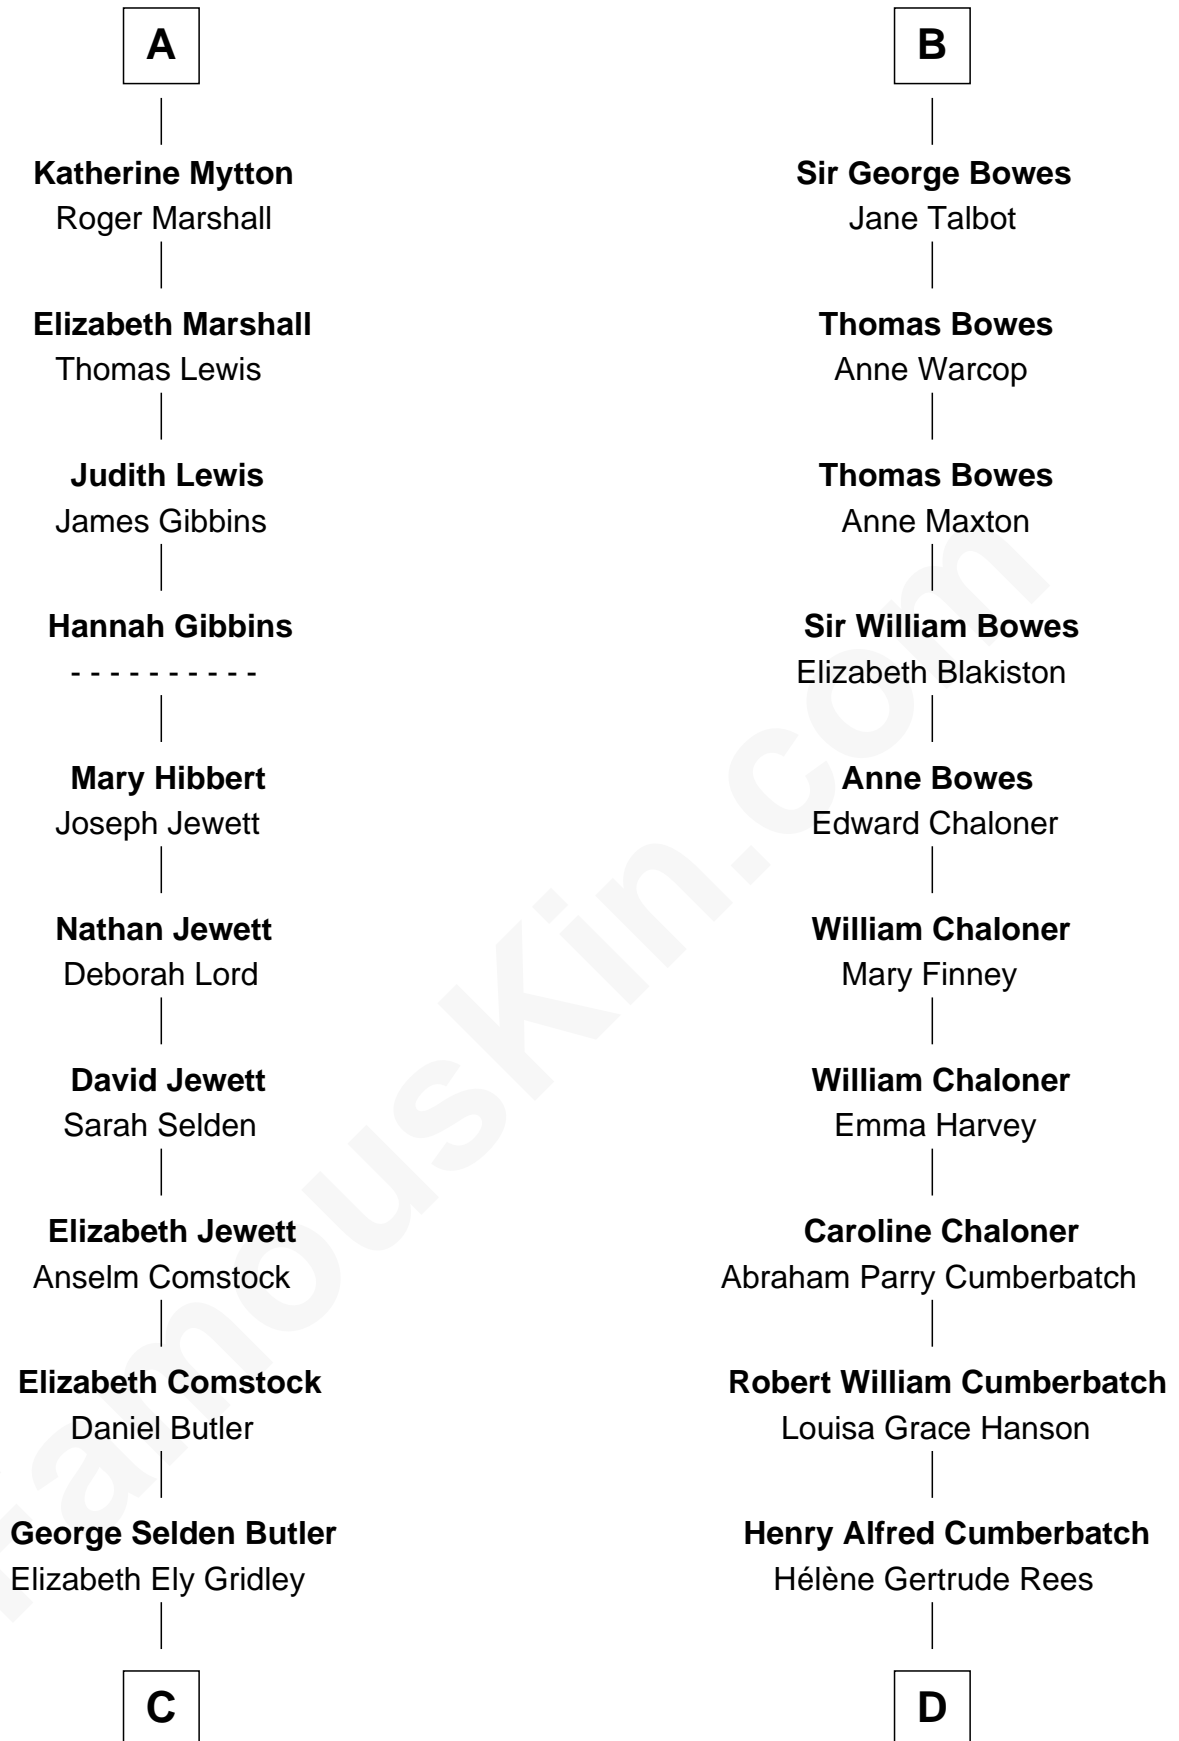 A
Katherine Mytton
Roger Marshall
Elizabeth Marshall
Thomas Lewis
Judith Lewis
James Gibbins
Hannah Gibbins
- - - - - - - - - -
Mary Hibbert
Joseph Jewett
Nathan Jewett
Deborah Lord
David Jewett
Sarah Selden
Elizabeth Jewett
Anselm Comstock
Elizabeth Comstock
Daniel Butler
George Selden Butler
Elizabeth Ely Gridley
C
B
Sir George Bowes
Jane Talbot
Thomas Bowes
Anne Warcop
Thomas Bowes
Anne Maxton
Sir William Bowes
Elizabeth Blakiston
Anne Bowes
Edward Chaloner
William Chaloner
Mary Finney
William Chaloner
Emma Harvey
Caroline Chaloner
Abraham Parry Cumberbatch
Robert William Cumberbatch
Louisa Grace Hanson
Henry Alfred Cumberbatch
Hélène Gertrude Rees
D
FamousKin.com